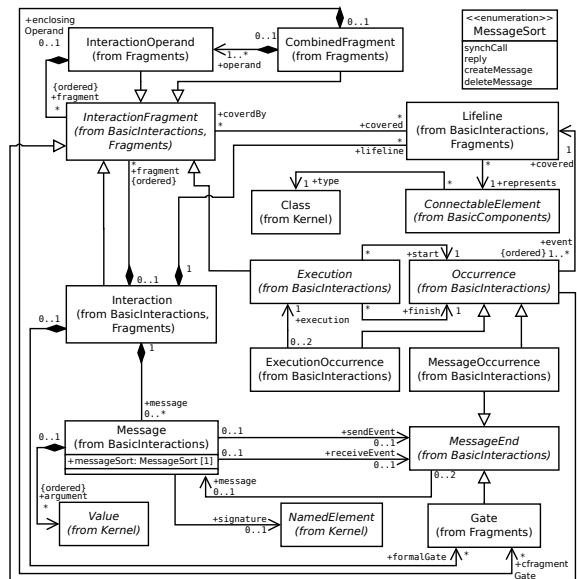 +enclosing
Operand
0..1
InteractionOperand
(from Fragments)
0..1
1..*
+operand
0..1
CombinedFragment
(from Fragments)
<<enumeration>>
MessageSort
synchCall
reply
createMessage
deleteMessage
{ordered}
+fragment
*
InteractionFragment
(from BasicInteractions,
Fragments)
+coverdBy
*
*
+covered
*
+lifeline
Lifeline
(from BasicInteractions,
Fragments)
+covered
1
*
+fragment
{ordered}
Class
(from Kernel)
+type
1
*
*
1
+represents
ConnectableElement
(from BasicComponents)
+event
{ordered}
1..*
0..1
1
Interaction
(from BasicInteractions,
Fragments)
0..1
1
Execution
(from BasicInteractions)
*
+start
1
*
+finish
1
Occurrence
(from BasicInteractions)
1
+execution
0..2
ExecutionOccurrence
(from BasicInteractions)
MessageOccurrence
(from BasicInteractions)
+message
0..*
Message
(from BasicInteractions)
+messageSort: MessageSort [1]
0..1
0..1
+sendEvent
0..1
0..1
+receiveEvent
0..1
MessageEnd
(from BasicInteractions)
+message
0..1
0..2
{ordered}
+argument
*
Value
(from Kernel)
+signature
0..1
NamedElement
(from Kernel)
Gate
(from Fragments)
+formalGate
*
*
+cfragment
Gate